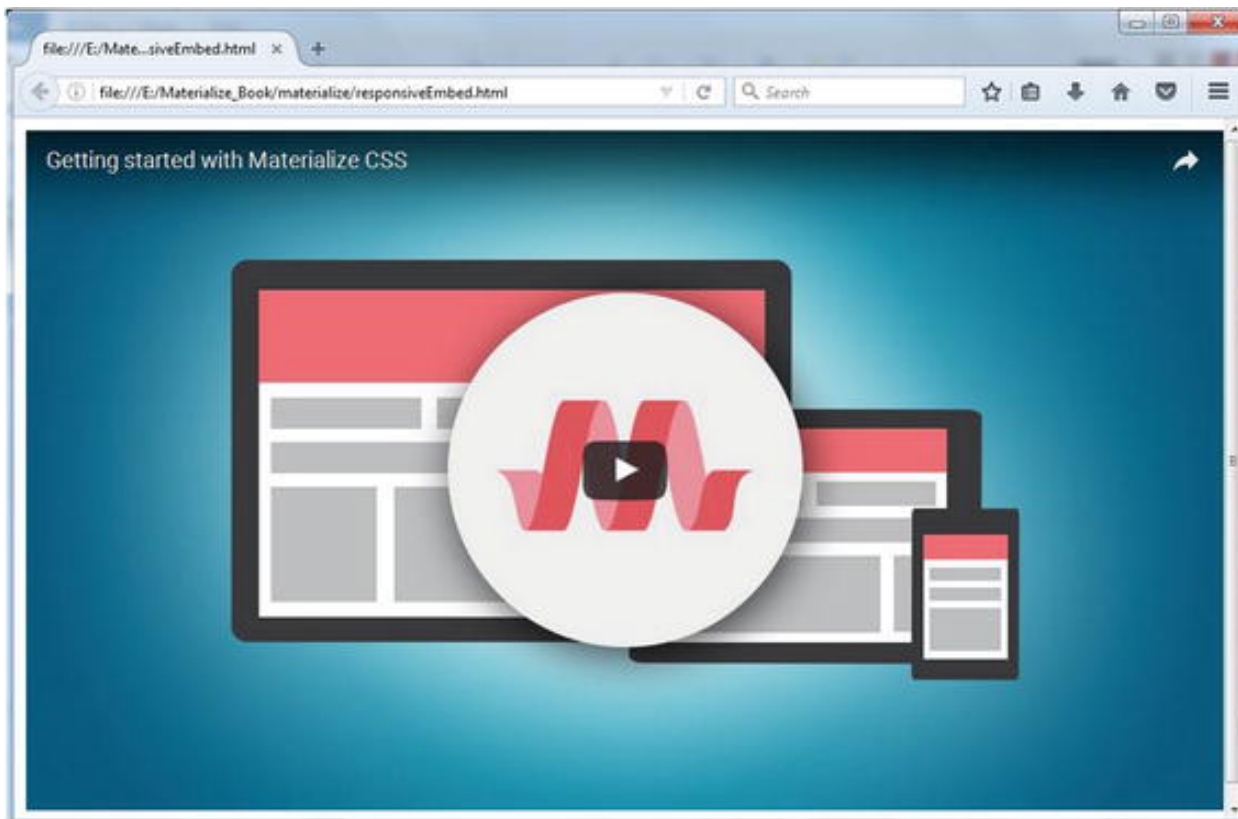 file:///E:/Mate...siveEmbed.html
file:///E:/Materialize_Book/materialize/responsiveEmbed.html
Search
Getting started with Materialize CSS